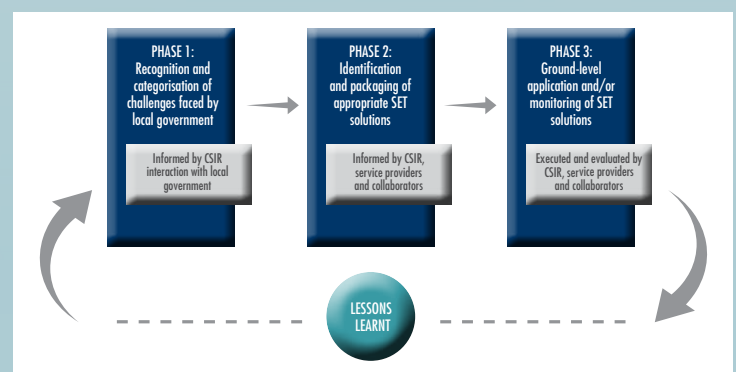 PHASE 1:
Recognition and
categorisation of
challenges faced by
local government
Informed by CSIR
interaction with local
government
PHASE 2:
Identification
and packaging of
appropriate SET
solutions
Informed by CSIR,
service providers
and collaborators
PHASE 3:
Ground-level
application and/or
monitoring of SET
solutions
Executed and evaluated by
CSIR, service providers
and collaborators
LESSONS
LEARNT